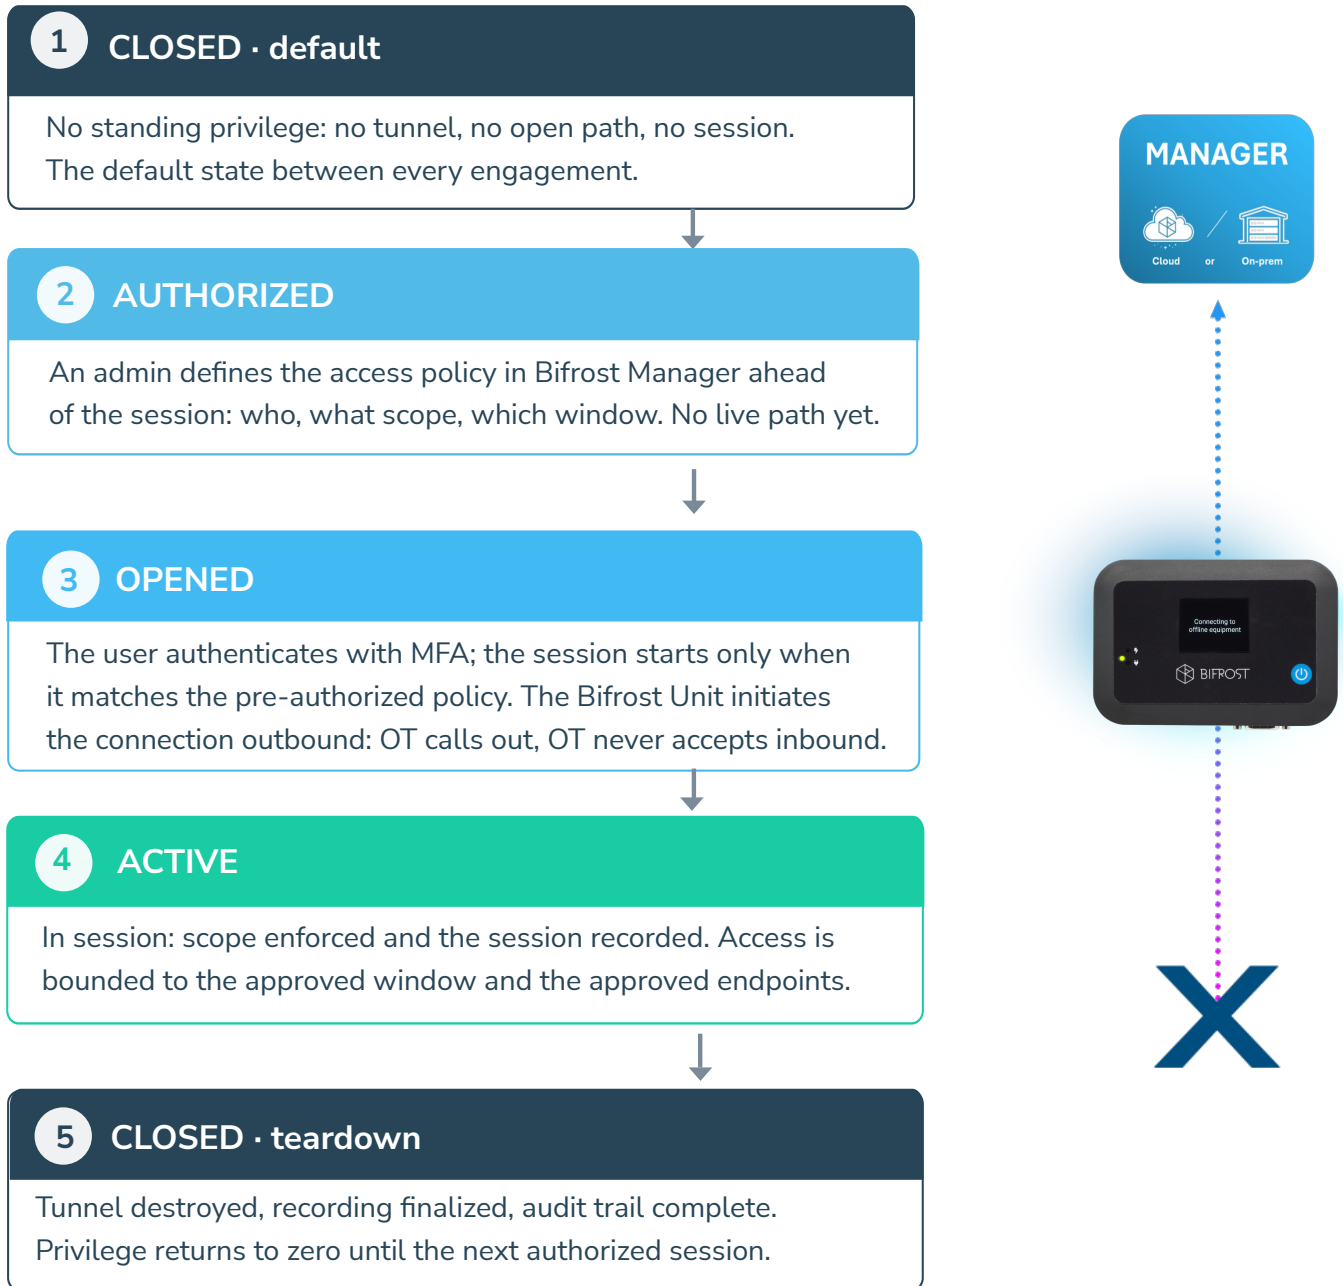 1 CLOSED · default
No standing privilege: no tunnel, no open path, no session.
The default state between every engagement.
2 AUTHORIZED
An admin defines the access policy in Bifrost Manager ahead
of the session: who, what scope, which window. No live path yet.
3 OPENED
The user authenticates with MFA; the session starts only when
it matches the pre-authorized policy. The Bifrost Unit initiates
the connection outbound: OT calls out, OT never accepts inbound.
4 ACTIVE
In session: scope enforced and the session recorded. Access is
bounded to the approved window and the approved endpoints.
5 CLOSED · teardown
Tunnel destroyed, recording finalized, audit trail complete.
Privilege returns to zero until the next authorized session.
MANAGER
Cloud or On-prem
Connecting to
offline equipment
BIFROST
X